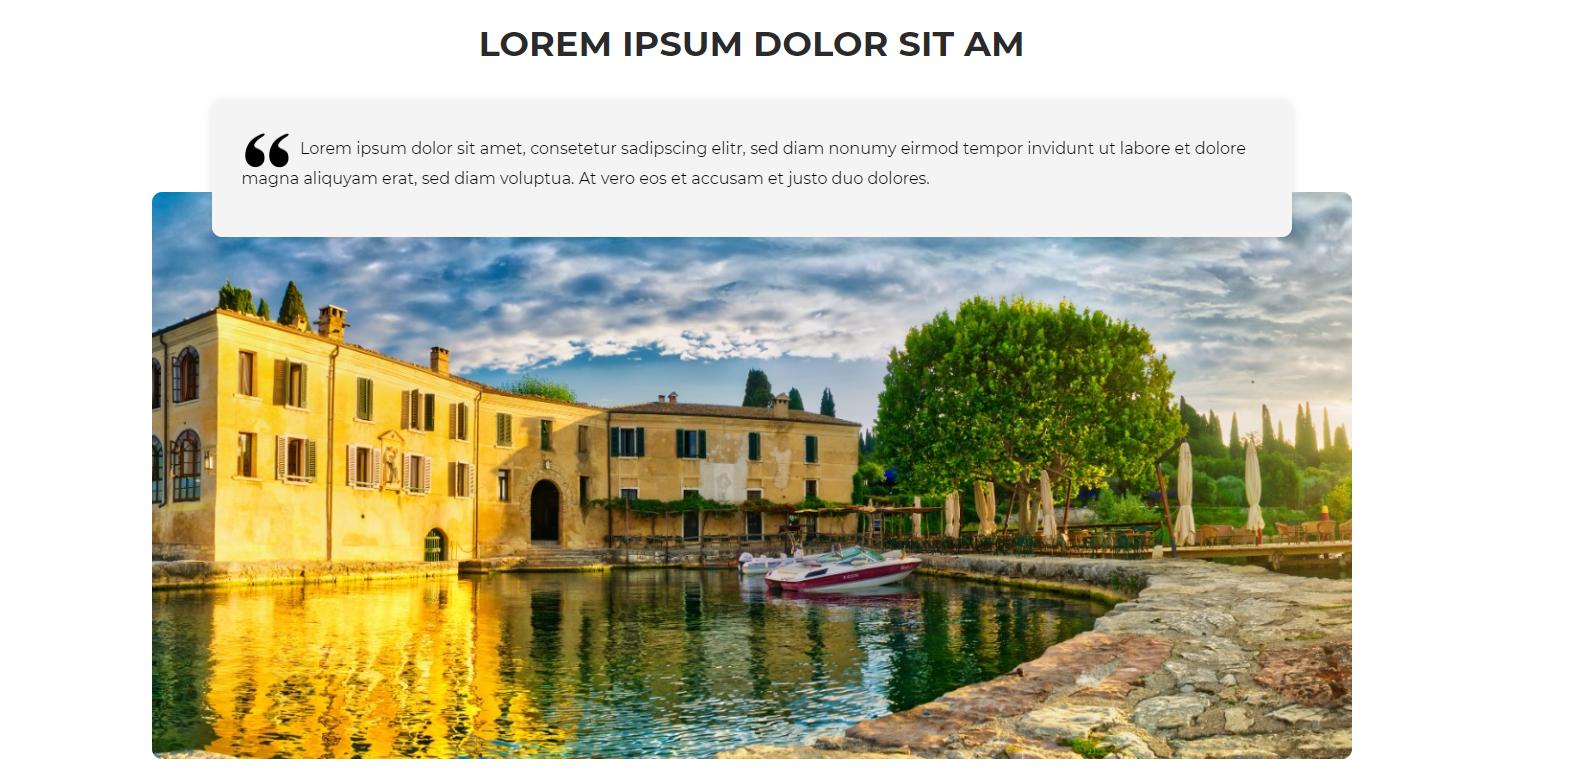 LOREM IPSUM DOLOR SIT AM
“ Lorem ipsum dolor sit amet, consetetur sadipscing elitr, sed diam nonumy eirmod tempor invidunt ut labore et dolore
magna aliquyam erat, sed diam voluptua. At vero eos et accusam et justo duo dolores.